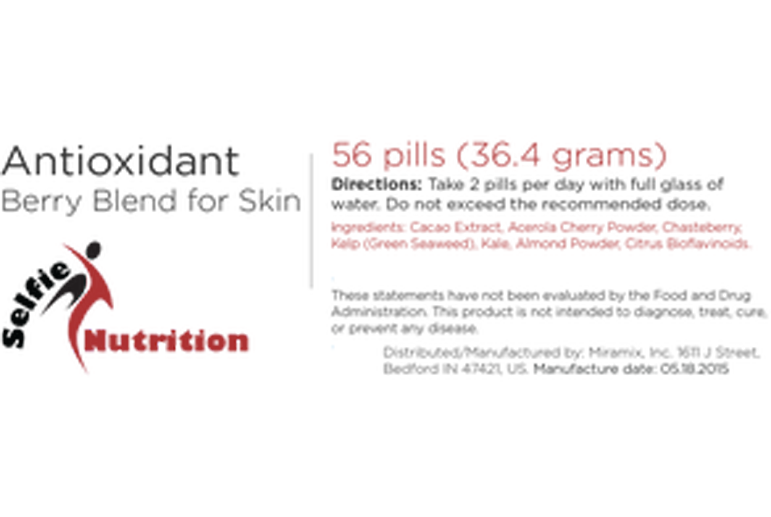 Antioxidant
Berry Blend for Skin
Selfie
Nutrition
56 pills (36.4 grams)
Directions: Take 2 pills per day with full glass of
water. Do not exceed the recommended dose.
Ingredients: Cacao Extract, Acerola Cherry Powder, Chasteberry,
Kelp (Green Seaweed), Kale, Almond Powder, Citrus Bioflavinoids.
These statements have not been evaluated by the Food and Drug
Administration. This product is not intended to diagnose, treat, cure,
or prevent any disease.
Distributed/Manufactured by: Miramix, Inc. 1611 J Street,
Bedford IN 47421, US. Manufacture date: 05.18.2015